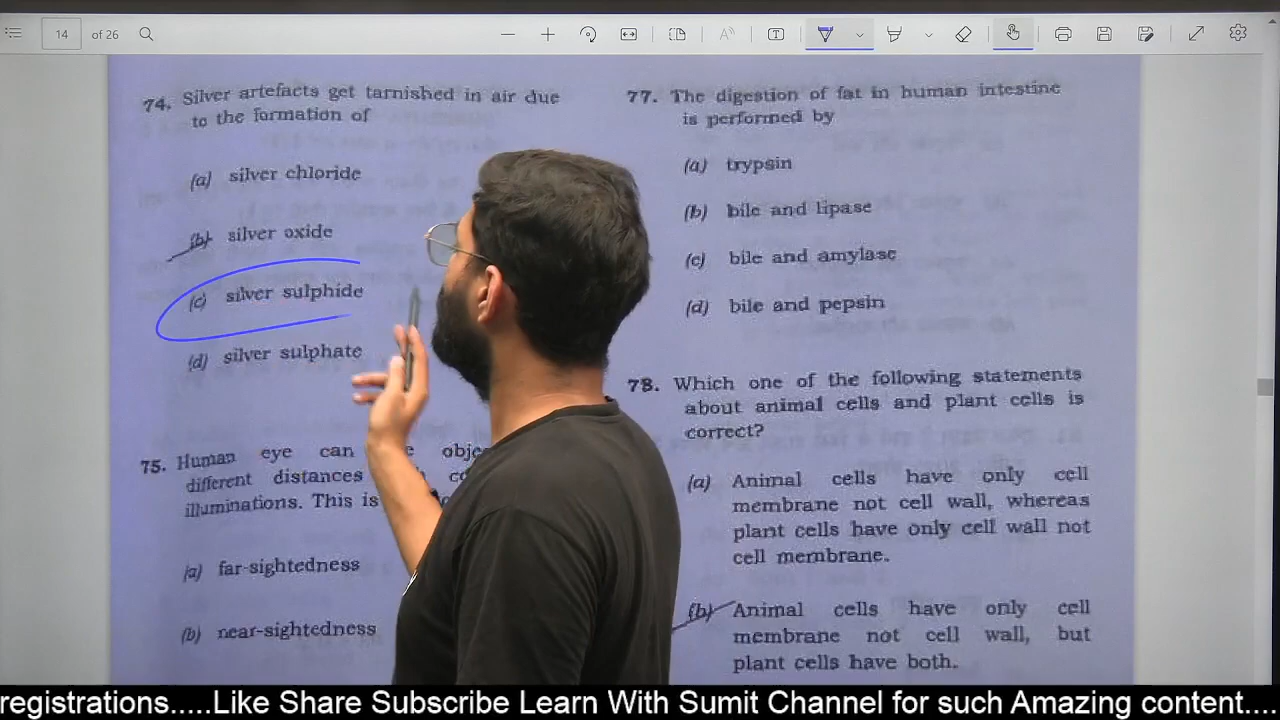 14 of 26
74. Silver artefacts get tarnished in air due
to the formation of
(a) silver chloride
(b) silver oxide
(c) silver sulphide
(d) silver sulphate
75. Human eye can
different distances
illuminations. This is
(a) far-sightedness
(b) near-sightedness
77. The digestion of fat in human intestine
is performed by
(a) trypsin
(b) bile and lipase
(c) bile and amylase
(d) bile and pepsin
78. Which one of the following statements
about animal cells and plant cells is
correct?
(a) Animal cells have only cell
membrane not cell wall, whereas
plant cells have only cell wall not
cell membrane.
(b) Animal cells have only cell
membrane not cell wall, but
plant cells have both.
registrations.....Like Share Subscribe Learn With Sumit Channel for such Amazing content....